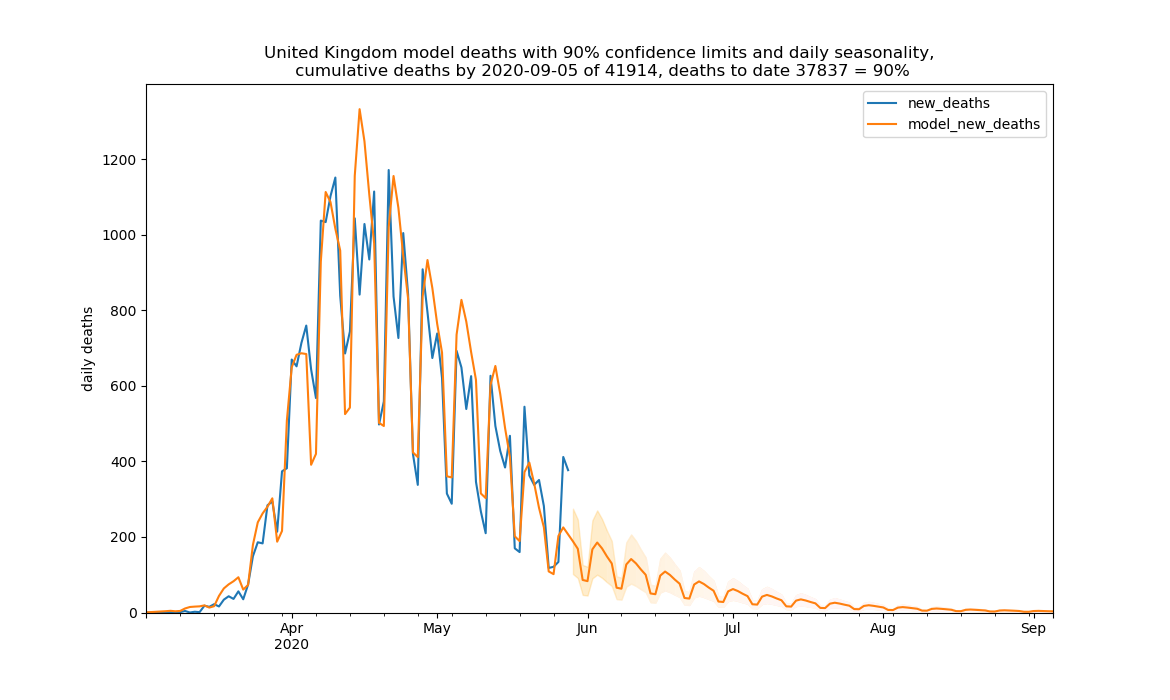 United Kingdom model deaths with 90% confidence limits and daily seasonality,
cumulative deaths by 2020-09-05 of 41914, deaths to date 37837 = 90%
new_deaths
model_new_deaths
daily deaths
1200
1000
800
600
400
200
0
Apr
2020
May
Jun
Jul
Aug
Sep